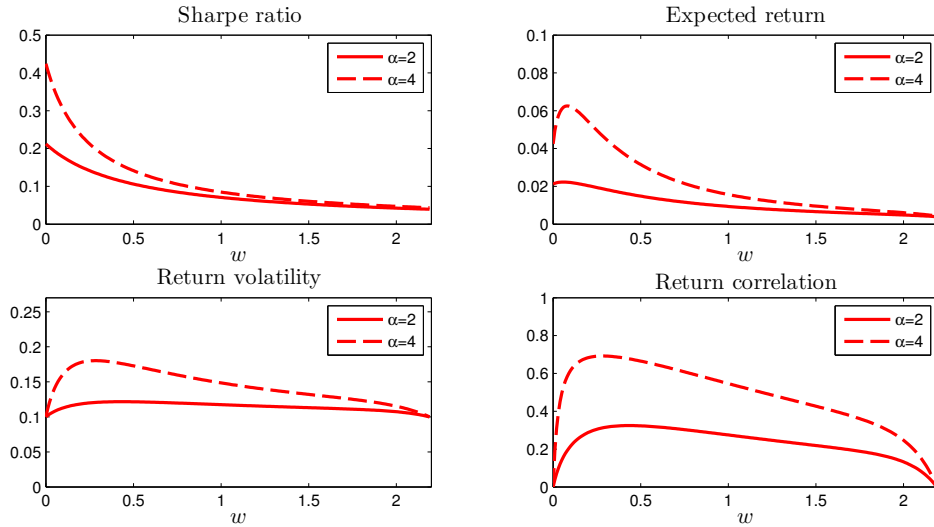 Sharpe ratio
0.5
0.4
0.3
0.2
0.1
0
0
0.5
1
1.5
2
w
α=2
α=4
Expected return
0.1
0.08
0.06
0.04
0.02
0
0
0.5
1
1.5
2
w
α=2
α=4
Return volatility
0.25
0.2
0.15
0.1
0.05
0
0
0.5
1
1.5
2
w
α=2
α=4
Return correlation
1
0.8
0.6
0.4
0.2
0
0
0.5
1
1.5
2
w
α=2
α=4